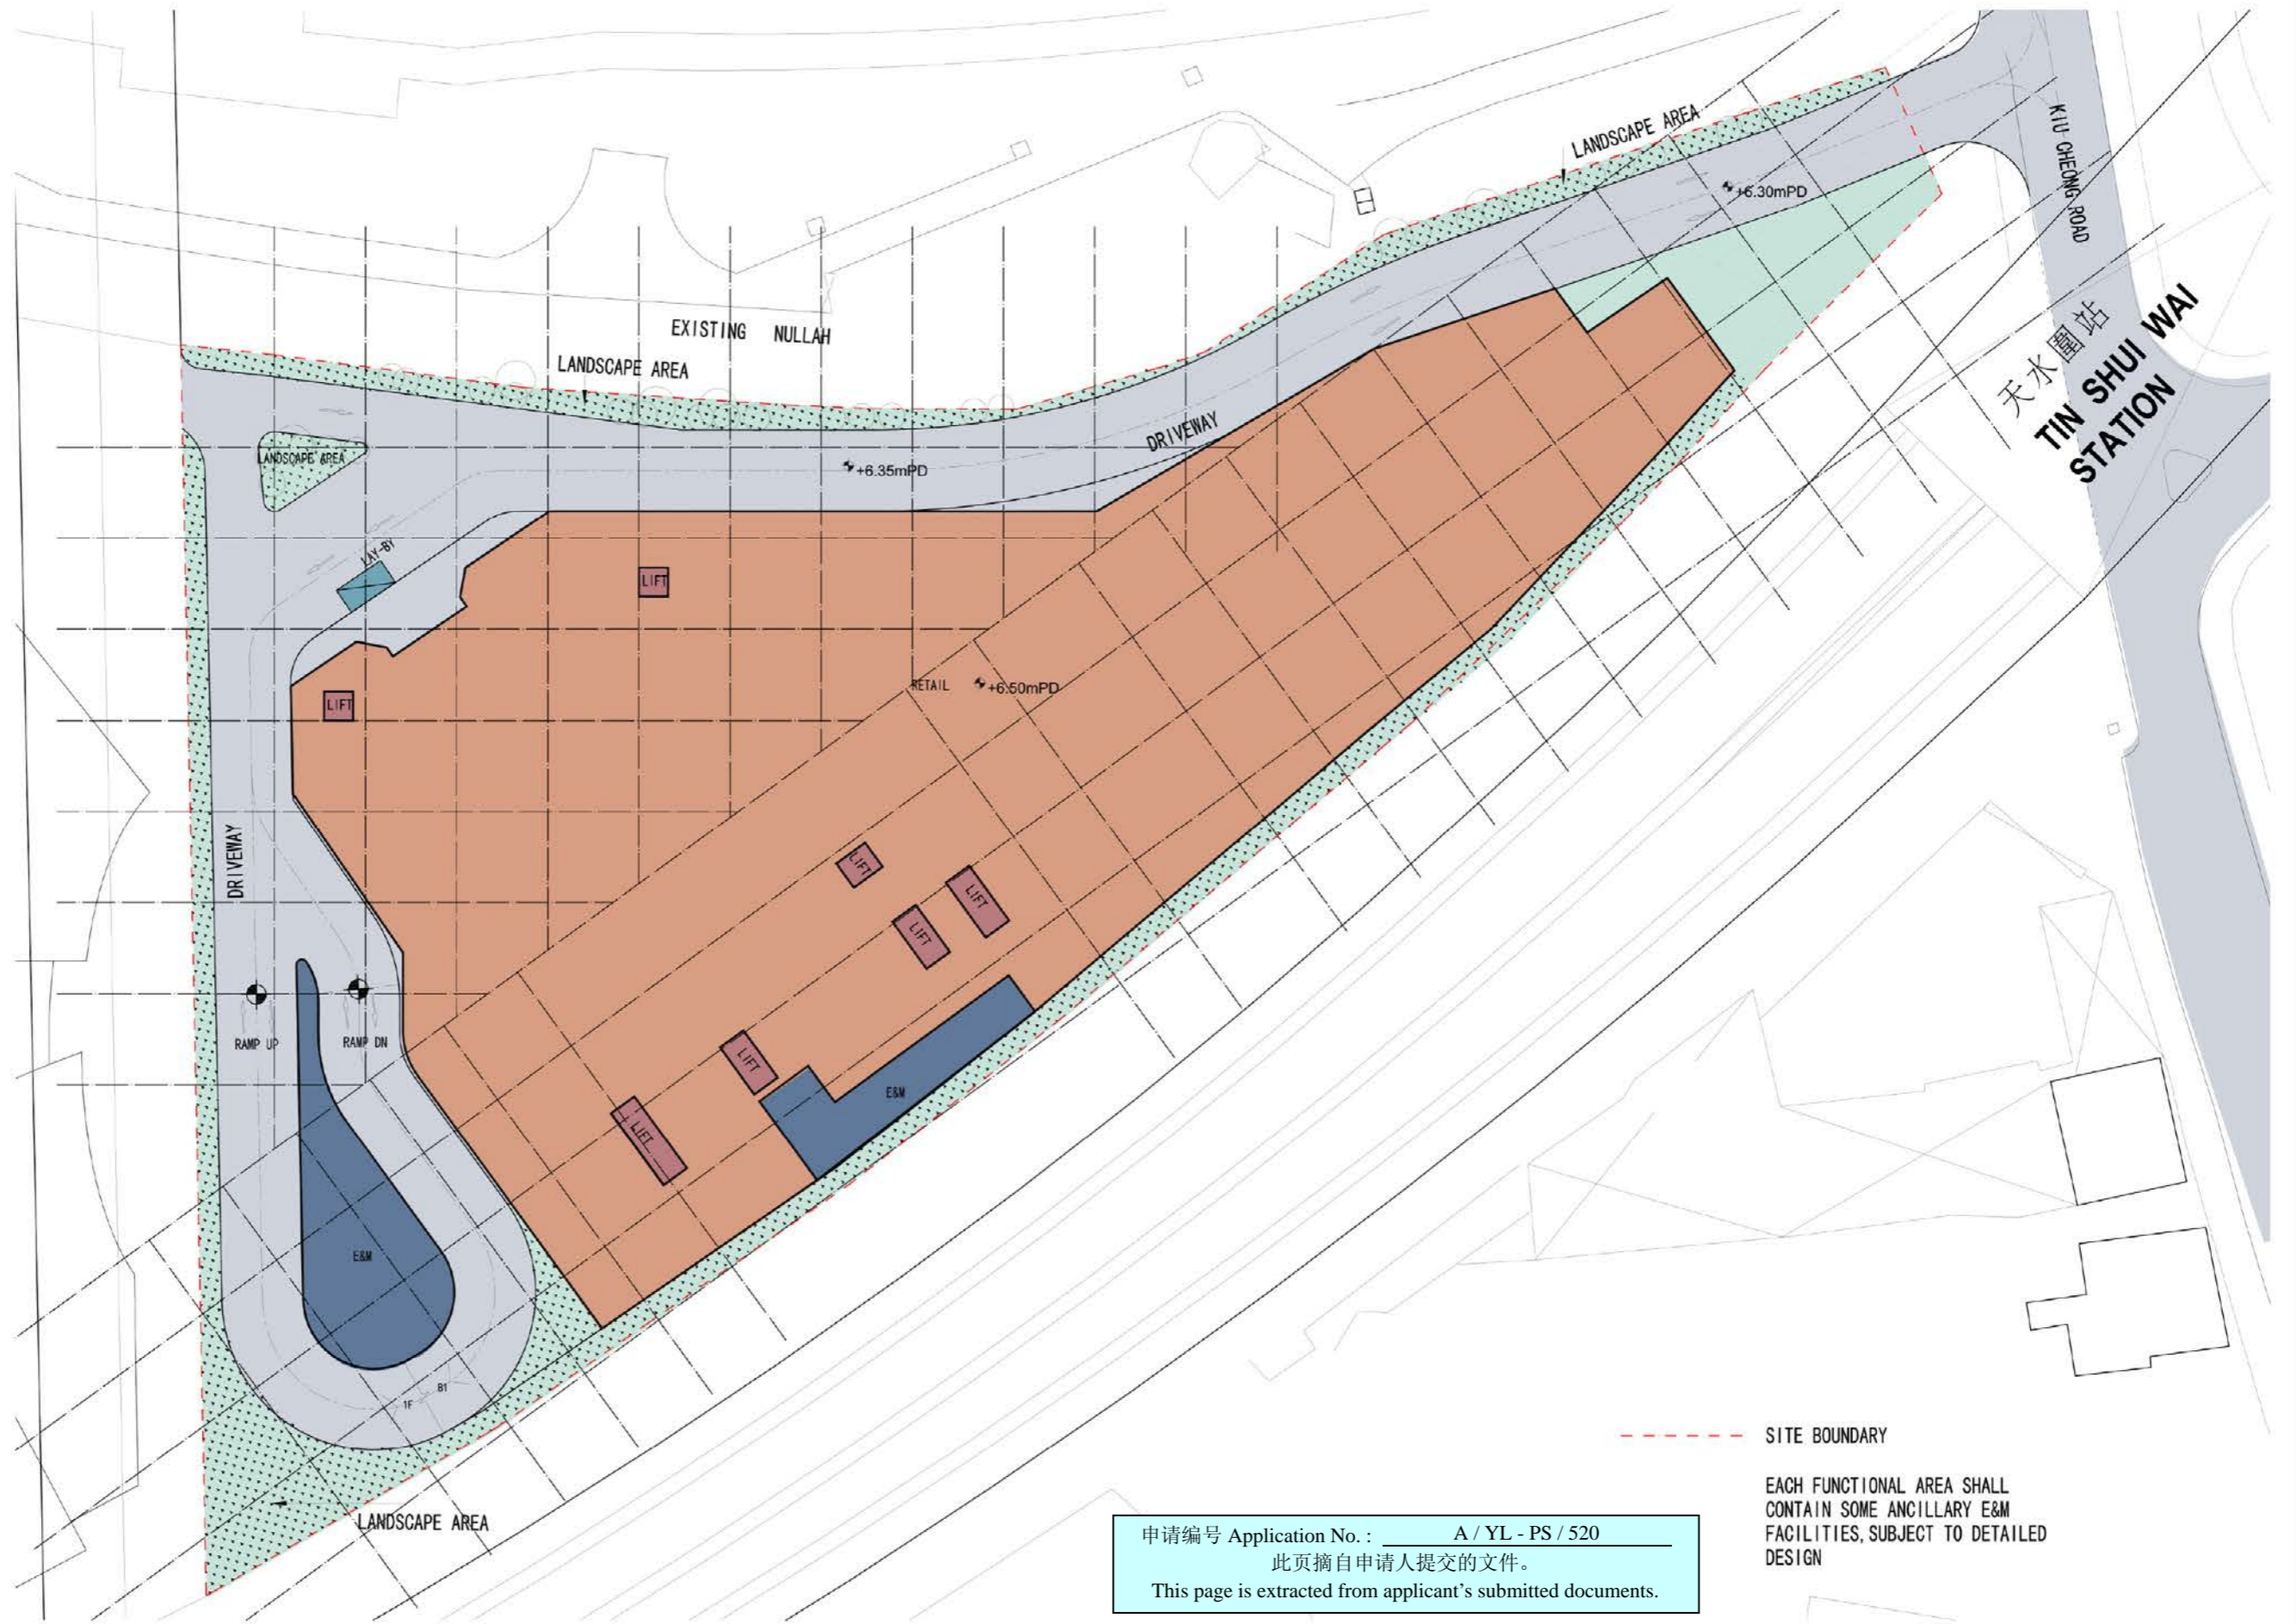 LANDSCAPE AREA
KIU CHEONG ROAD
+6.30mPD
天水圍站
TIN SHUI WAI
STATION
EXISTING NULLAH
LANDSCAPE AREA
DRIVEWAY
LANDSCAPE AREA
+6.35mPD
LAY-BY
LIFT
LIFT
RETAIL
+6.50mPD
DRIVEWAY
LIFT
LIFT
LIFT
RAMP UP
RAMP DN
LIFT
LIFT
E&M
E&M
B1
1F
LANDSCAPE AREA
SITE BOUNDARY
EACH FUNCTIONAL AREA SHALL
CONTAIN SOME ANCILLARY E&M
FACILITIES, SUBJECT TO DETAILED
DESIGN
申请编号 Application No. : A / YL - PS / 520
此页摘自申请人提交的文件。
This page is extracted from applicant's submitted documents.